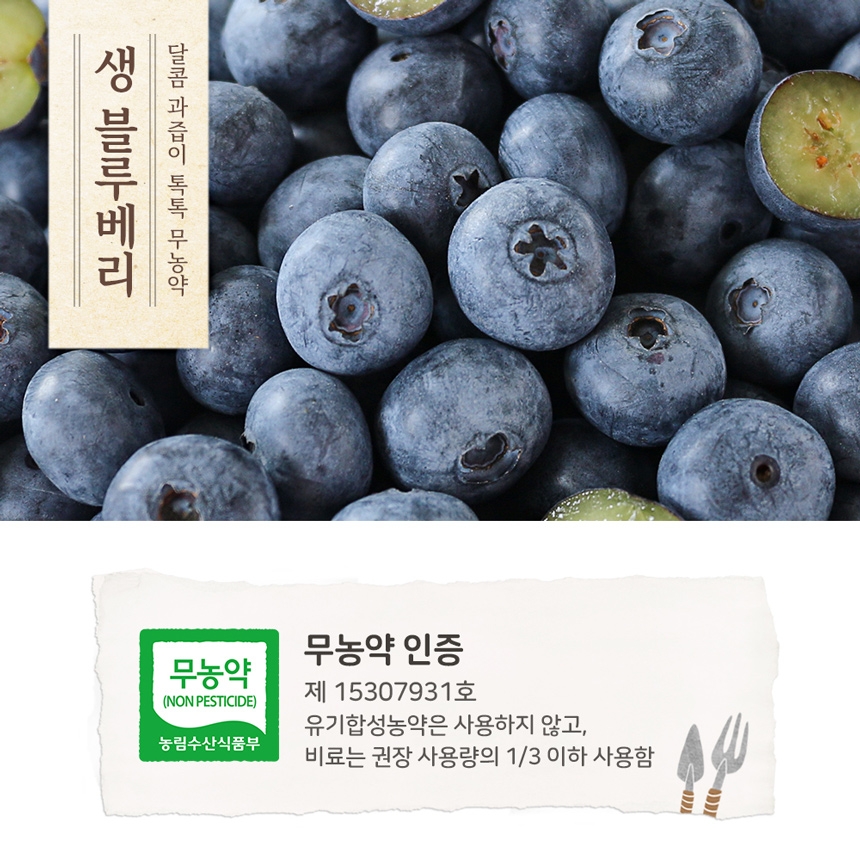 생 블루베리
달콤 과즙이 톡톡 무농약
무농약
(NON PESTICIDE)
농림수산식품부
무농약 인증
제 15307931호
유기합성농약은 사용하지 않고,
비료는 권장 사용량의 1/3 이하 사용함